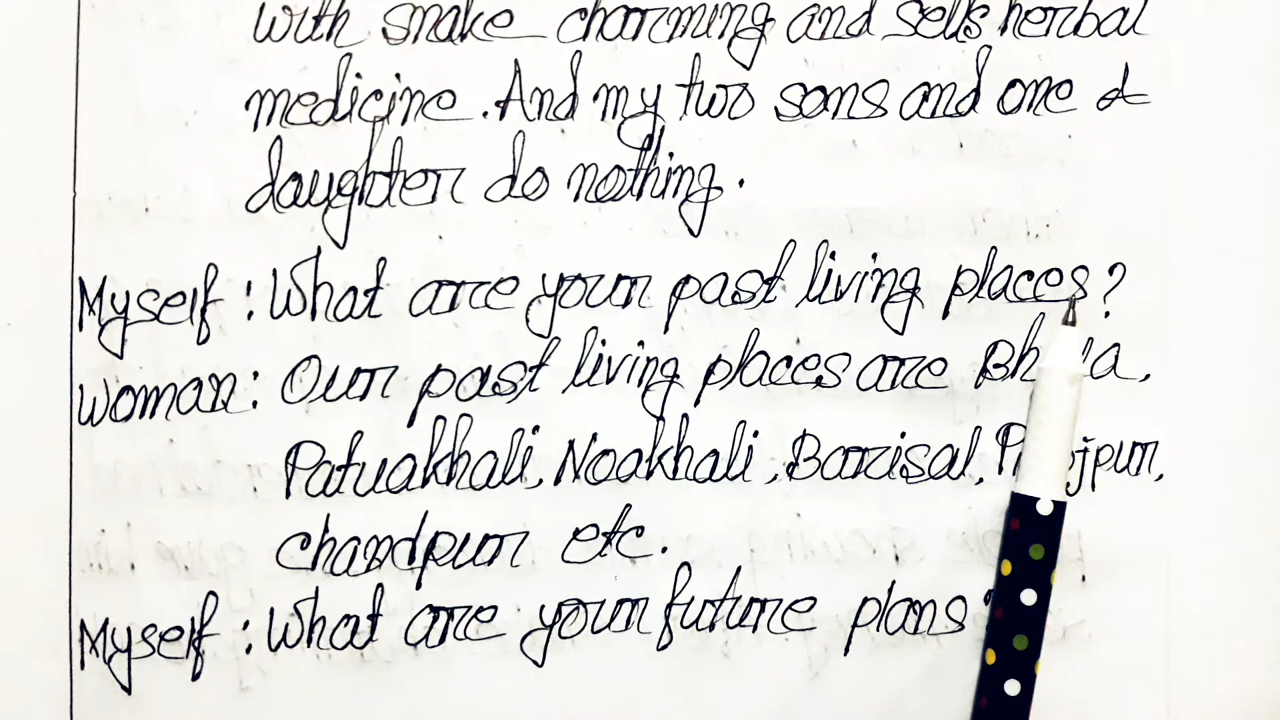 with snake charming and sells herbal
medicine. And my two sons and one
daughter do nothing.
Myself : What are your past living places?
Woman : Our past living places are
Patuakhali, Noakhali, Barisal,
chandpur etc.
Myself : What are your future plans